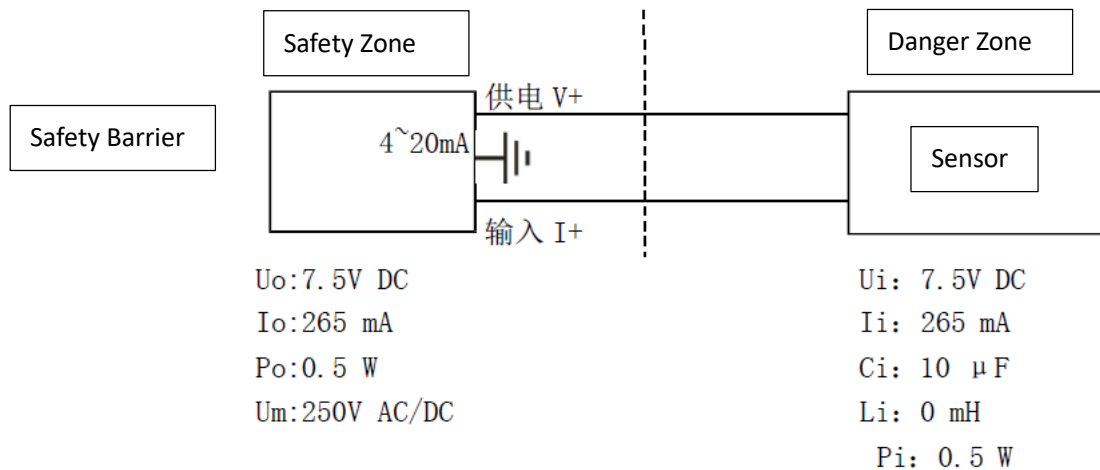 Safety Zone
Danger Zone
供电 V+
Safety Barrier
4~20mA
Sensor
输入 I+
Uo:7.5V DC
Io:265 mA
Po:0.5 W
Um:250V AC/DC
Ui: 7.5V DC
Ii: 265 mA
Ci: 10 μF
Li: 0 mH
Pi: 0.5 W